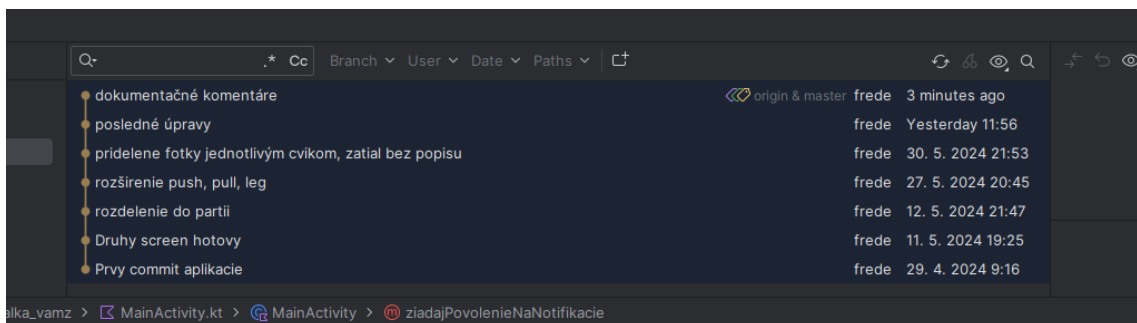 .* Cc Branch User Date Paths
dokumentačné komentáre origin & master frede 3 minutes ago
posledné úpravy frede Yesterday 11:56
pridelene fotky jednotlivým cvikom, zatial bez popisu frede 30. 5. 2024 21:53
rozširenie push, pull, leg frede 27. 5. 2024 20:45
rozdelenie do partii frede 12. 5. 2024 21:47
Druhy screen hotovy frede 11. 5. 2024 19:25
Prvy commit aplikacie frede 29. 4. 2024 9:16
alka_vamz > MainActivity.kt > MainActivity > ziadajPovolenieNaNotifikacie